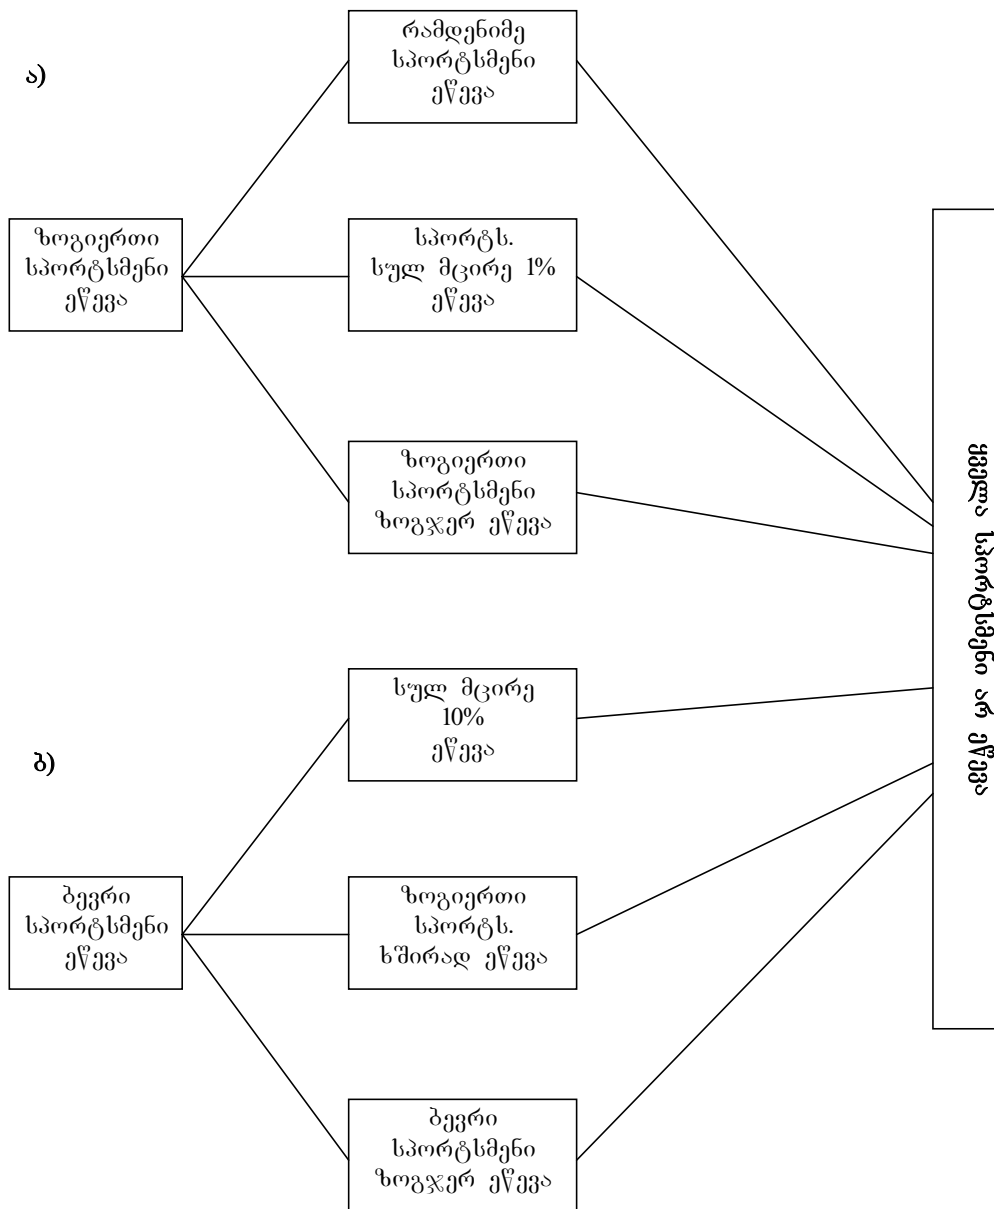 ა)
რამდენიმე
სპორტსმენი
ეწევა
ზოგიერთი
სპორტსმენი
ეწევა
სპორტს.
სულ მცირე 1%
ეწევა
ზოგიერთი
სპორტსმენი
ზოგჯერ ეწევა
ყველა სპორტსმენი არ ეწევა
ბ)
სულ მცირე
10%
ეწევა
ბევრი
სპორტსმენი
ეწევა
ზოგიერთი
სპორტს.
ხშირად ეწევა
ბევრი
სპორტსმენი
ზოგჯერ ეწევა